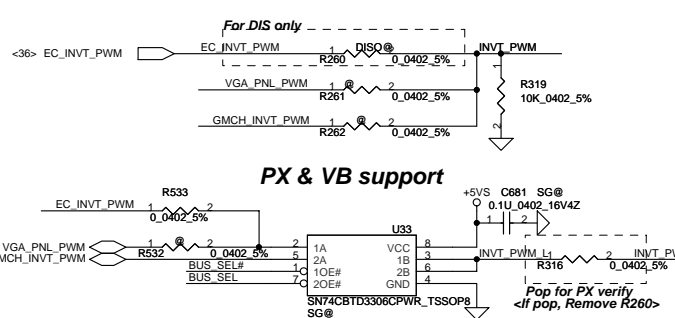 For DIS only
<36> EC_INVT_PWM
EC_INVT_PWM
1
DISO@
R260
0_0402_5%
INVT_PWM
VGA_PNL_PWM
1
@
2
R261
0_0402_5%
GMCH_INVT_PWM
1
@
2
R262
0_0402_5%
1
R319
10K_0402_5%
2
PX & VB support
EC_INVT_PWM
R533
1
2
0_0402_5%
VGA_PNL_PWM
1
@
2
R532
0_0402_5%
MCH_INVT_PWM
BUS_SEL#
BUS_SEL
U33
2
1A
5
2A
1
1OE#
7
2OE#
VCC
8
1B
3
2B
6
GND
4
SN74CBTD3306CPWR_TSSOP8
SG@
+5VS
C681
SG@
0.1U_0402_16V4Z
1
2
INVT_PWM_L
1
2
R316
0_0402_5%
INVT_PW
Pop for PX verify
<If pop, Remove R260>